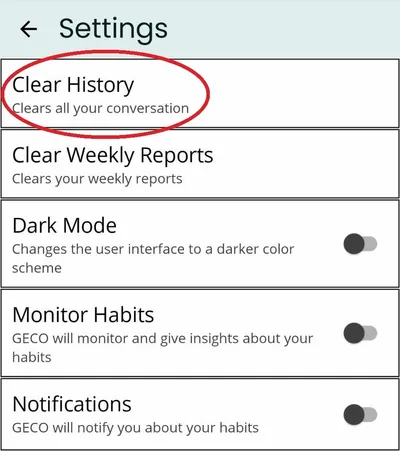 Settings
Clear History
Clears all your conversation
Clear Weekly Reports
Clears your weekly reports
Dark Mode
Changes the user interface to a darker color
scheme
Monitor Habits
GECO will monitor and give insights about your
habits
Notifications
GECO will notify you about your habits